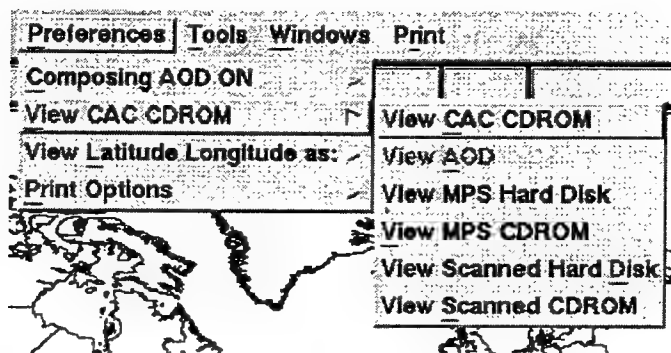 Preferences Tools Windows Print
Composing AOD ON
View CAC CDROM
View Latitude Longitude as:
Print Options
View CAC CDROM
View AOD
View MPS Hard Disk
View MPS CDROM
View Scanned Hard Disk
View Scanned CDROM